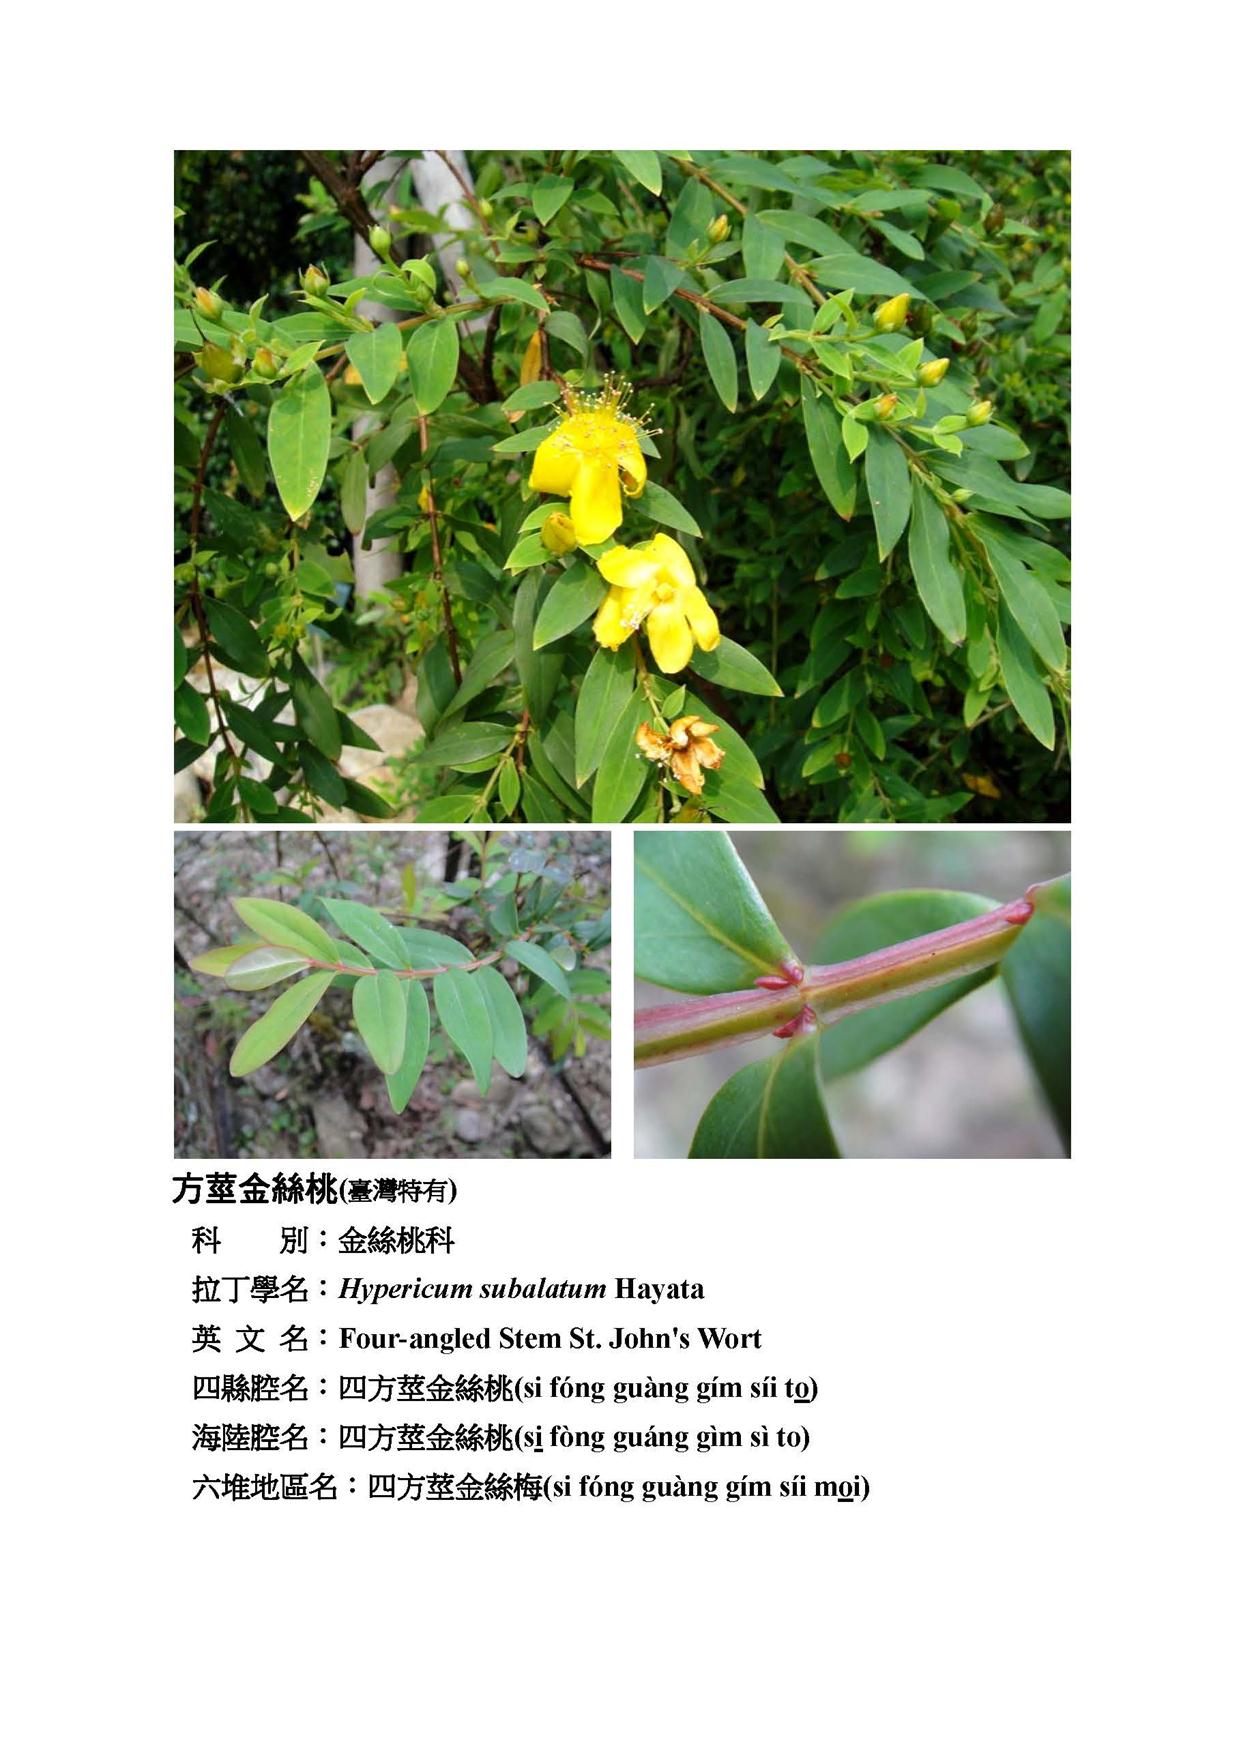 方莖金絲桃(臺灣特有)
科　　別：金絲桃科
拉丁學名：Hypericum subalatum Hayata
英 文 名：Four-angled Stem St. John's Wort
四縣腔名：四方莖金絲桃(si fóng guàng gím síi to̲)
海陸腔名：四方莖金絲桃(si̲ fòng guáng gìm sì to)
六堆地區名：四方莖金絲梅(si fóng guàng gím síi mo̲i)